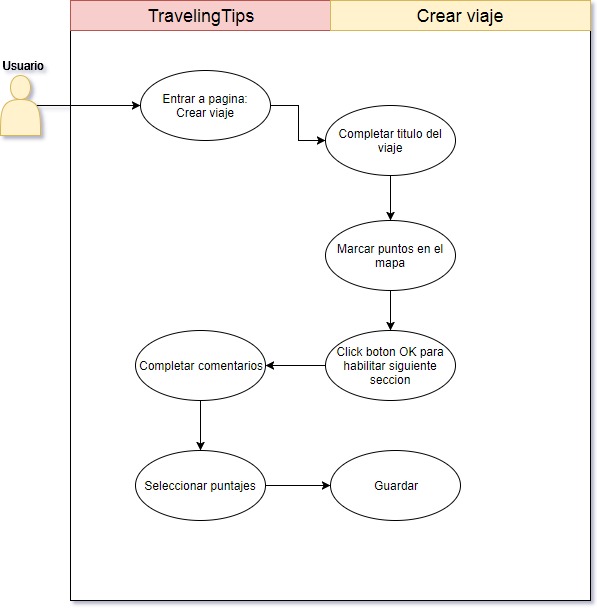 TravelingTips
Crear viaje
Usuario
Entrar a pagina:
Crear viaje
Completar titulo del
viaje
Marcar puntos en el
mapa
Click boton OK para
habilitar siguiente
seccion
Completar comentarios
Seleccionar puntajes
Guardar